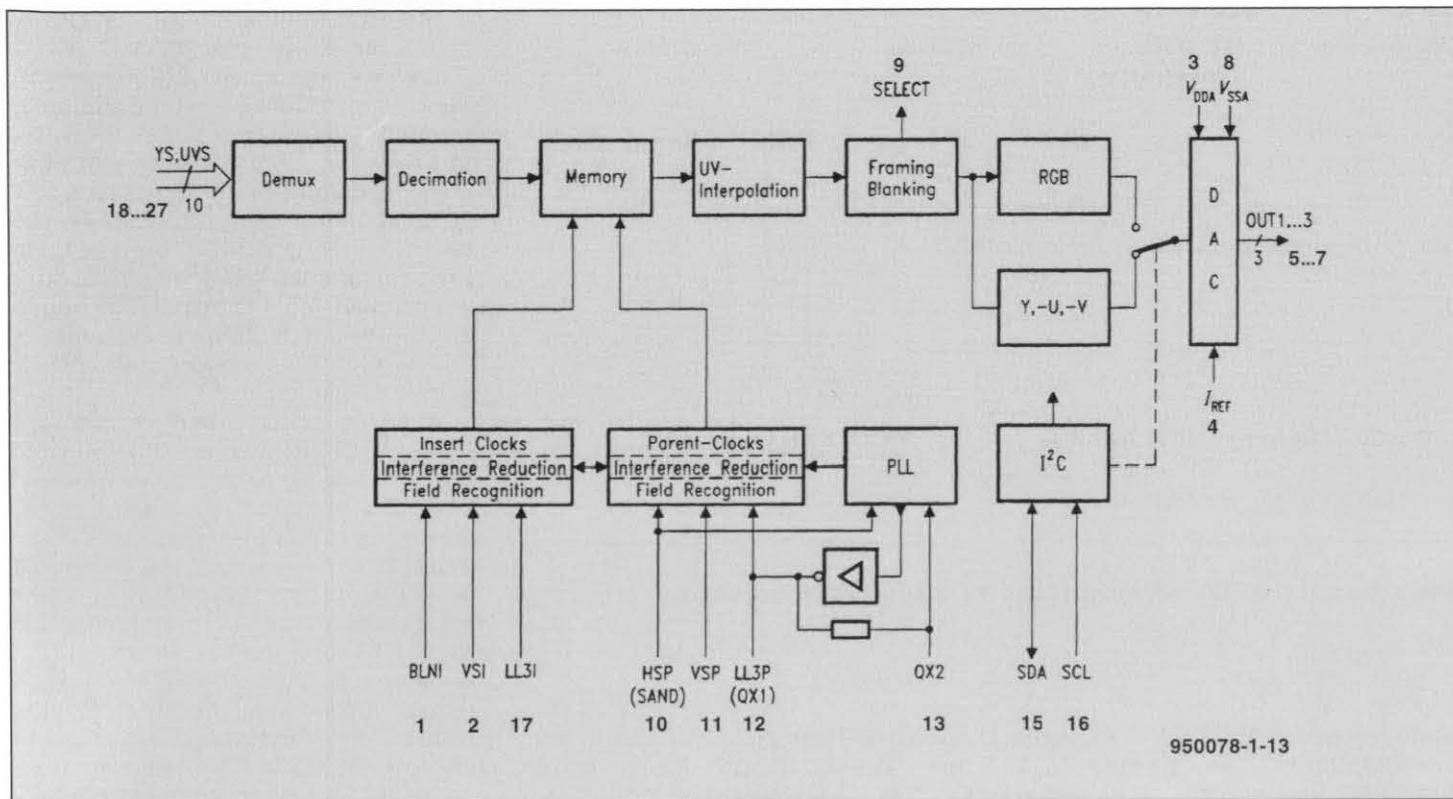 9
SELECT
3 8
V_DDA V_SSA
YS,UVS
10
18...27
Demux
Decimation
Memory
UV-
Interpolation
Framing
Blanking
RGB
Y,-U,-V
D
A
C
OUT1...3
3
5...7
I_REF
4
Insert Clocks
Interference Reduction
Field Recognition
Parent-Clocks
Interference Reduction
Field Recognition
PLL
I²C
BLNI VSI LL3I
1 2 17
HSP VSP LL3P
(SAND) (QX1)
10 11 12
QX2
13
SDA SCL
15 16
950078-1-13